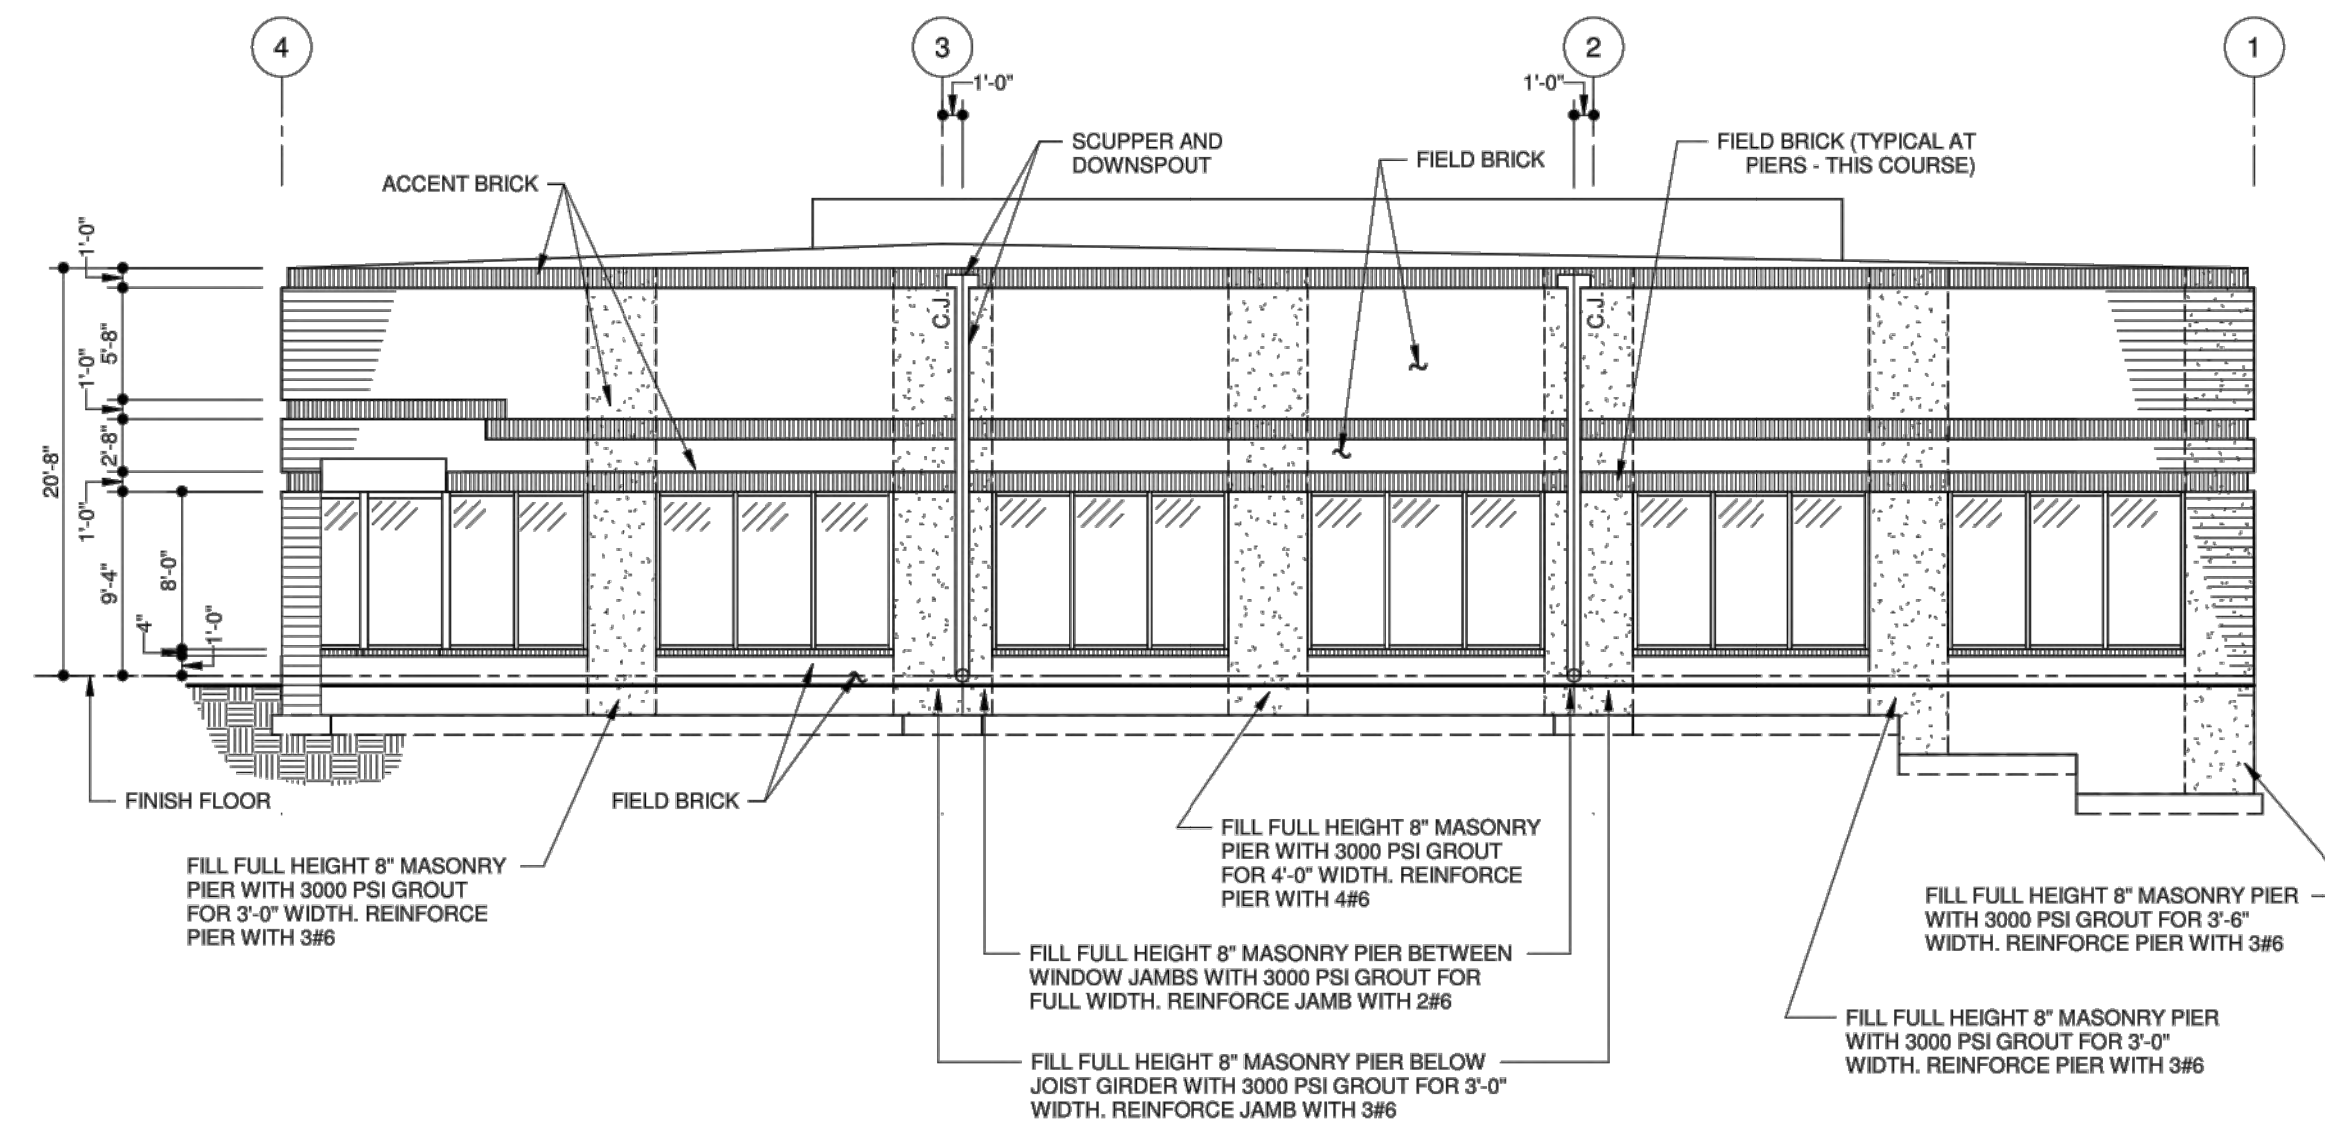 4
3
2
1
1'-0"
1'-0"
SCUPPER AND
DOWNSPOUT
FIELD BRICK
FIELD BRICK (TYPICAL AT
PIERS - THIS COURSE)
ACCENT BRICK
1'-0"
5'-8"
1'-0"
2'-8"
20'-8"
1'-0"
9'-4"
8'-0"
4"
1'-0"
C.J.
C.J.
FINISH FLOOR
FIELD BRICK
FILL FULL HEIGHT 8" MASONRY
PIER WITH 3000 PSI GROUT
FOR 3'-0" WIDTH. REINFORCE
PIER WITH 3#6
FILL FULL HEIGHT 8" MASONRY
PIER WITH 3000 PSI GROUT
FOR 4'-0" WIDTH. REINFORCE
PIER WITH 4#6
FILL FULL HEIGHT 8" MASONRY PIER BETWEEN
WINDOW JAMBS WITH 3000 PSI GROUT FOR
FULL WIDTH. REINFORCE JAMB WITH 2#6
FILL FULL HEIGHT 8" MASONRY PIER BELOW
JOIST GIRDER WITH 3000 PSI GROUT FOR 3'-0"
WIDTH. REINFORCE JAMB WITH 3#6
FILL FULL HEIGHT 8" MASONRY PIER
WITH 3000 PSI GROUT FOR 3'-6"
WIDTH. REINFORCE PIER WITH 3#6
FILL FULL HEIGHT 8" MASONRY PIER
WITH 3000 PSI GROUT FOR 3'-0"
WIDTH. REINFORCE PIER WITH 3#6